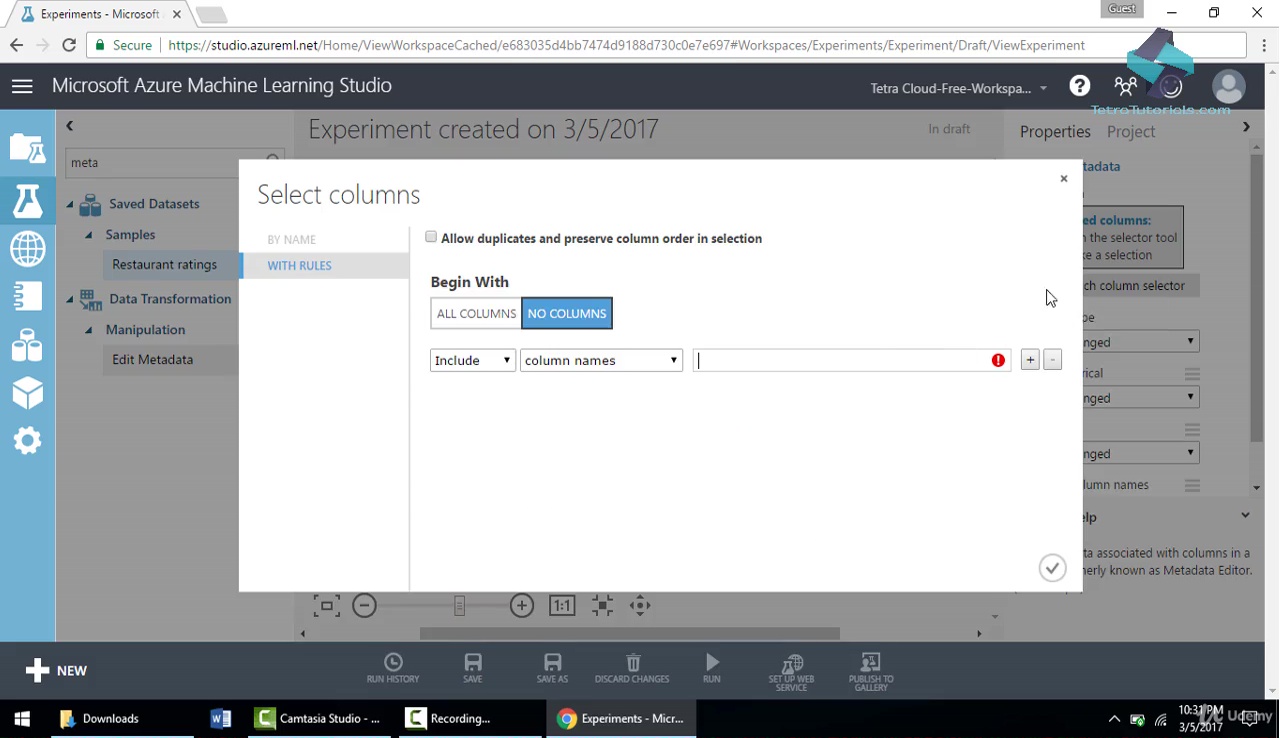 Experiments - Microsoft
Guest
Secure
https://studio.azureml.net/Home/ViewWorkspaceCached/e683035d4bb7474d9188d730c0e7e697#Workspaces/Experiments/Experiment/Draft/ViewExperiment
Microsoft Azure Machine Learning Studio
Tetra Cloud-Free-Workspa...
TetraTutorials.com
Experiment created on 3/5/2017
In draft
Properties
Project
meta
Saved Datasets
Samples
Restaurant ratings
Data Transformation
Manipulation
Edit Metadata
Select columns
BY NAME
WITH RULES
Allow duplicates and preserve column order in selection
Begin With
ALL COLUMNS
NO COLUMNS
Include
column names
+
-
tadata
ed columns:
n the selector tool
ke a selection
ch column selector
pe
nged
rical
nged
nged
lumn names
elp
ta associated with columns in a
nerly known as Metadata Editor.
1:1
NEW
RUN HISTORY
SAVE
SAVE AS
DISCARD CHANGES
RUN
SET UP WEB
SERVICE
PUBLISH TO
GALLERY
Downloads
Camtasia Studio - ...
Recording...
Experiments - Micr...
10:31 PM
3/5/2017
Udemy